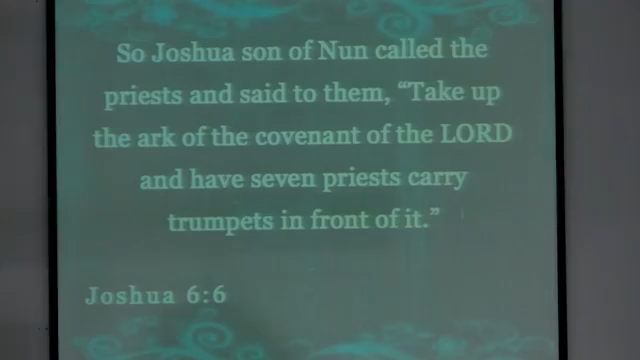 So Joshua son of Nun called the
priests and said to them, “Take up
the ark of the covenant of the LORD
and have seven priests carry
trumpets in front of it.”
Joshua 6:6